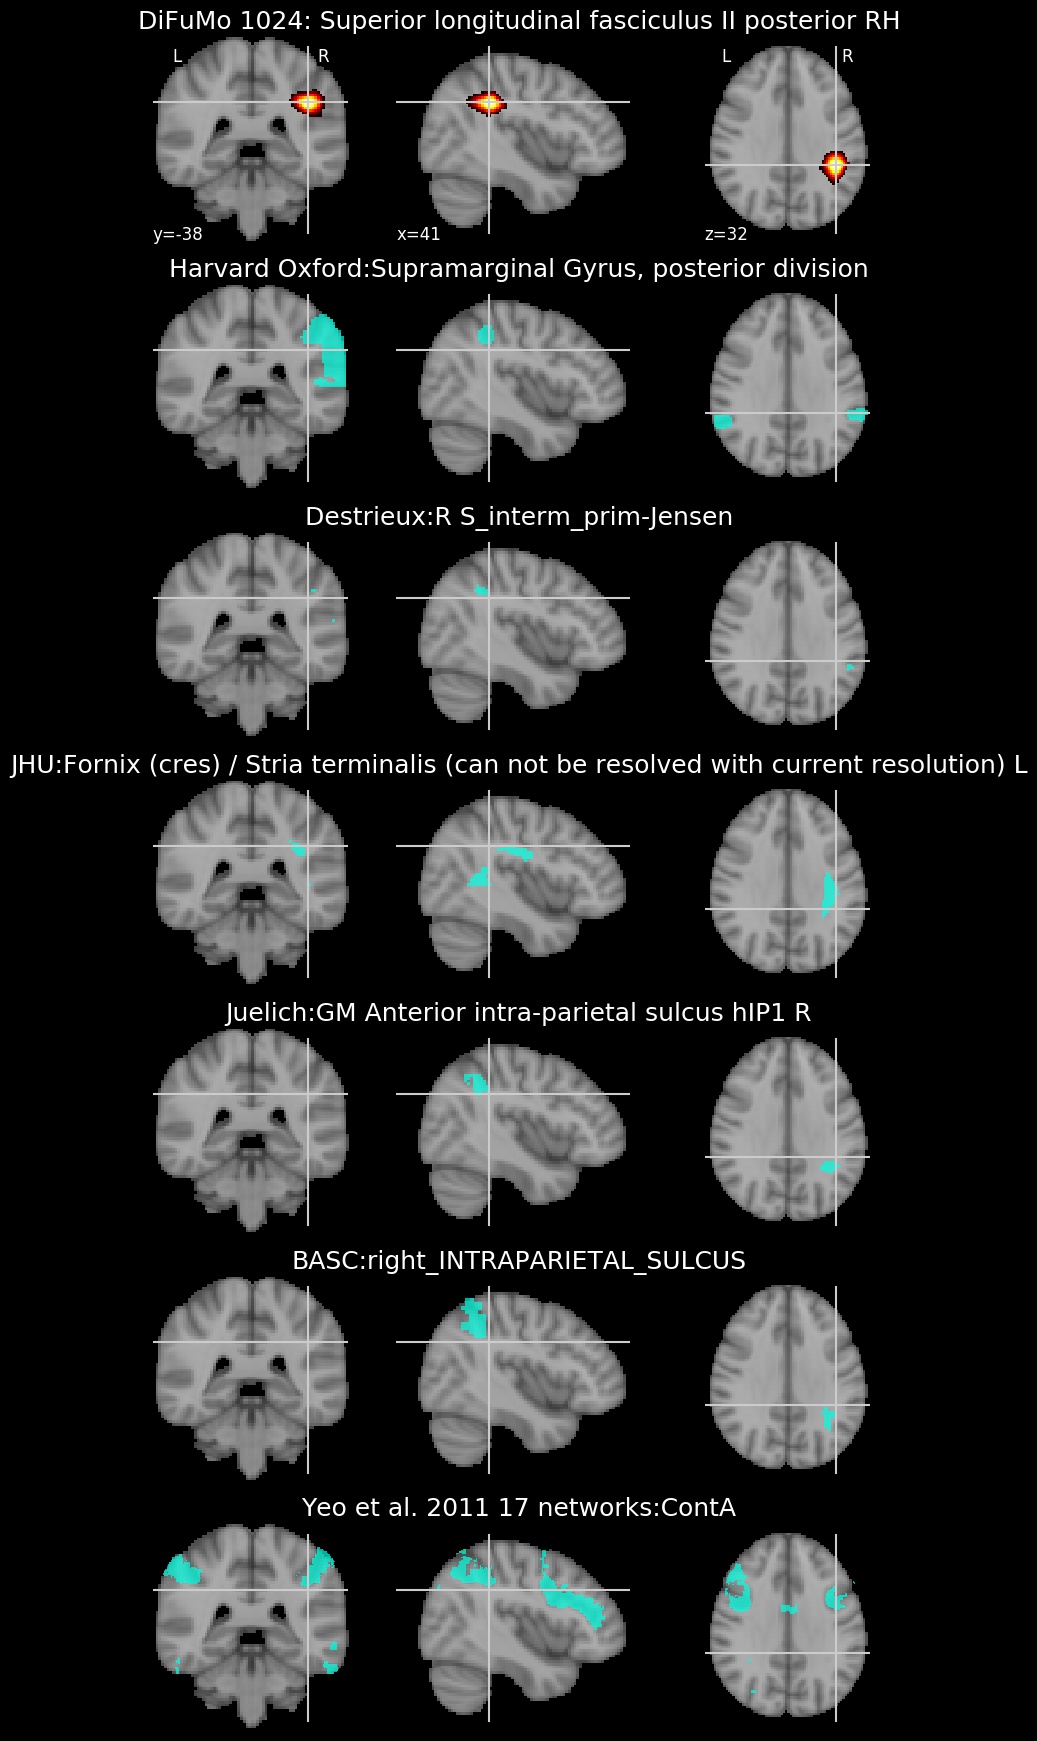 DiFuMo 1024: Superior longitudinal fasciculus II posterior RH
L R L R
y=-38 x=41 z=32
Harvard Oxford:Supramarginal Gyrus, posterior division
Destrieux:R S_interm_prim-Jensen
JHU:Fornix (cres) / Stria terminalis (can not be resolved with current resolution) L
Juelich:GM Anterior intra-parietal sulcus hIP1 R
BASC:right_INTRAPARIETAL_SULCUS
Yeo et al. 2011 17 networks:ContA